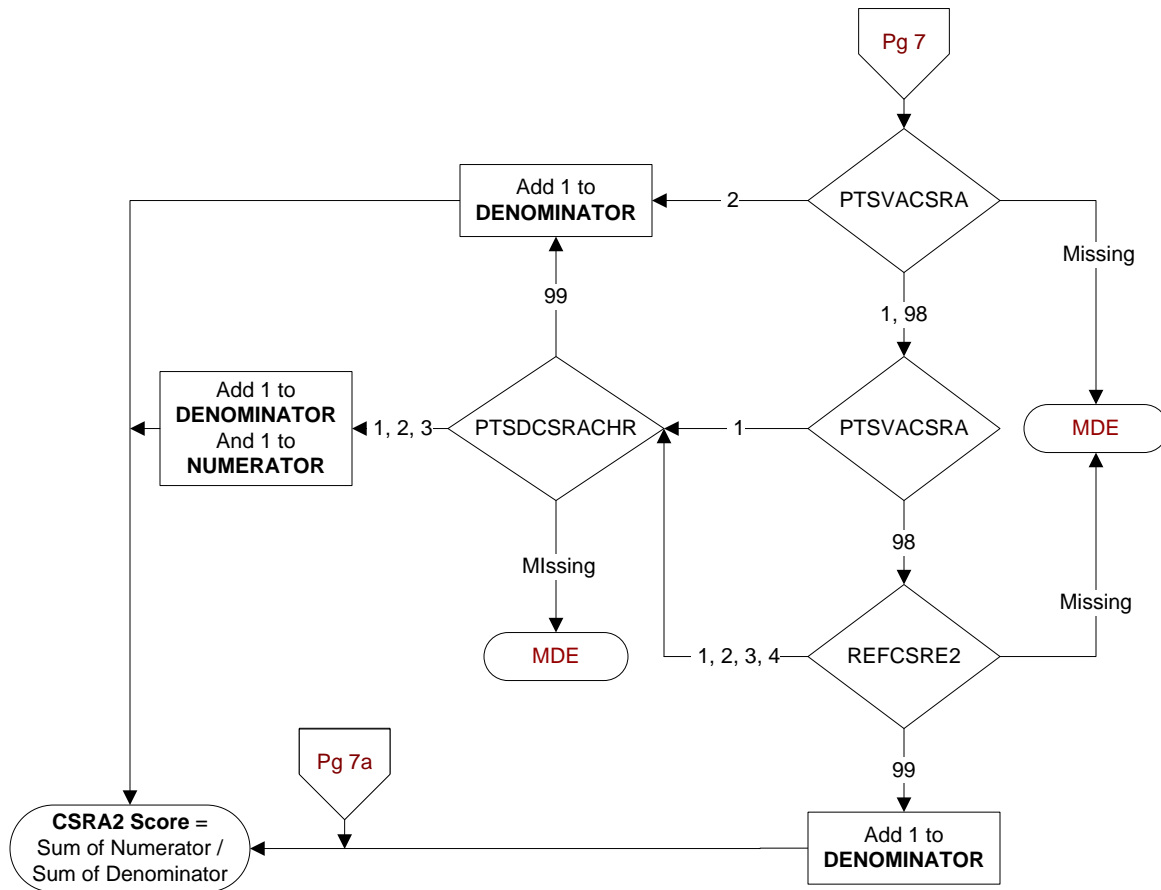 Pg 7
PTSVACSRA
2
Add 1 to
DENOMINATOR
Missing
99
1, 98
Add 1 to
DENOMINATOR
And 1 to
NUMERATOR
1, 2, 3
PTSDCSRACHR
1
PTSVACSRA
MDE
MIssing
98
Missing
MDE
1, 2, 3, 4
REFCSRE2
Pg 7a
99
CSRA2 Score =
Sum of Numerator /
Sum of Denominator
Add 1 to
DENOMINATOR